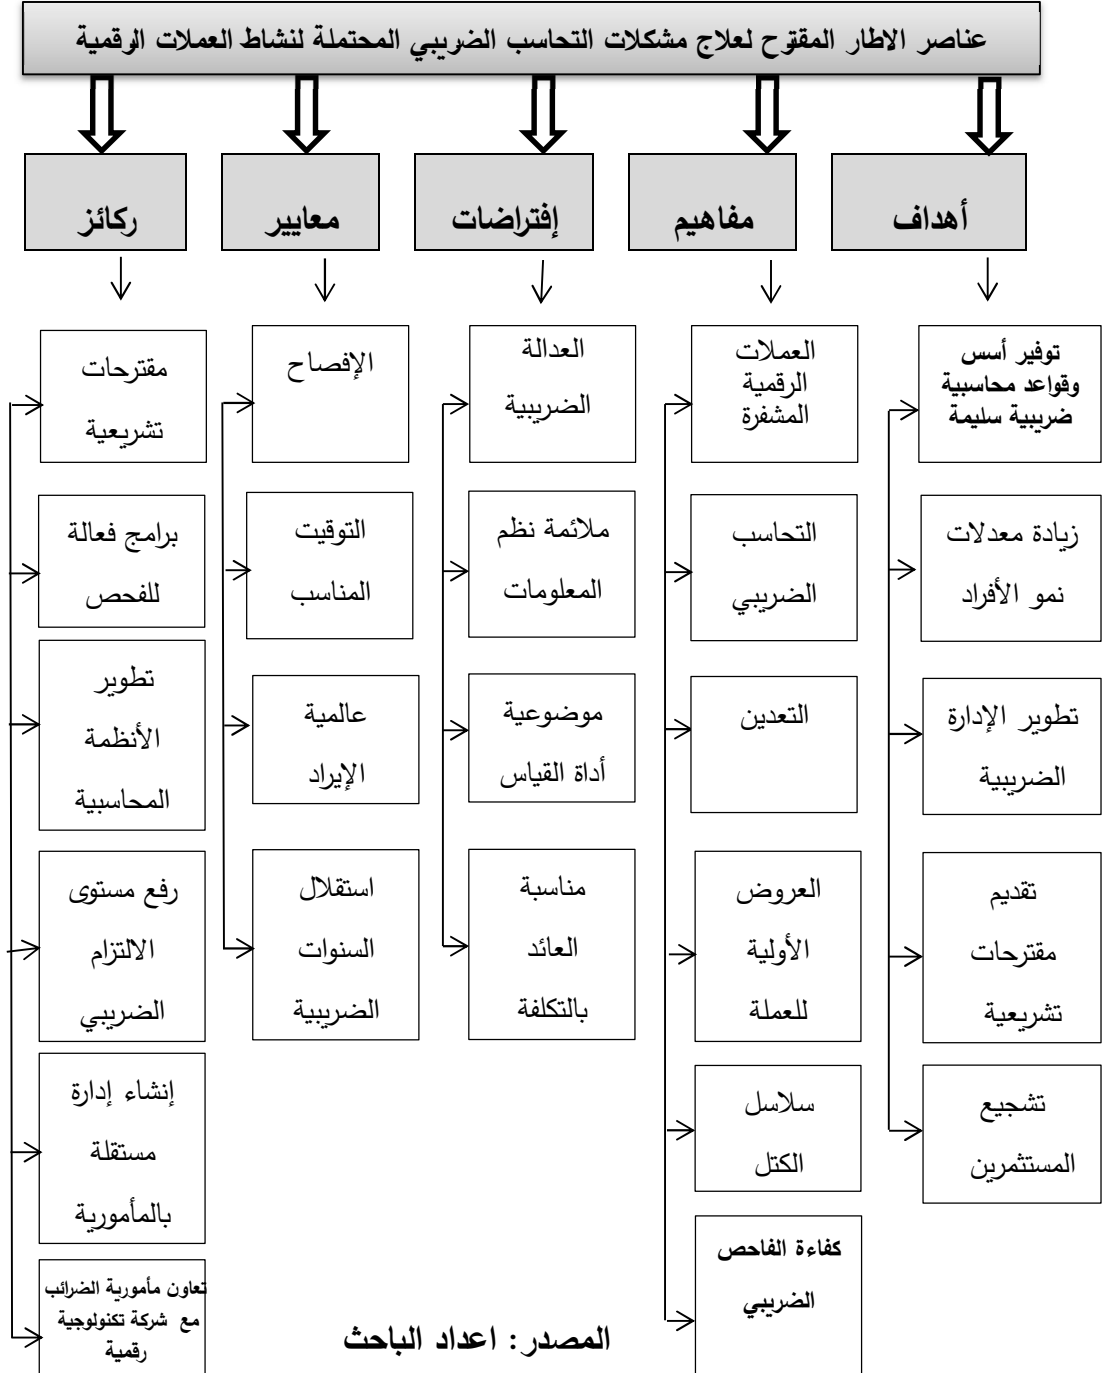 عناصر الاطار المقترح لعلاج مشكلات التحاسب الضريبي المحتملة لنشاط العملات الرقمية
أهداف
مفاهيم
إفتراضات
معايير
ركائز
توفير أسس
وقواعد محاسبية
ضريبية سليمة
زيادة معدلات
نمو الأفراد
تطوير الإدارة
الضريبية
تقديم
مقترحات
تشريعية
تشجيع
المستثمرين
العملات
الرقمية
المشفرة
التحاسب
الضريبي
التعدين
العروض
الأولية
للعملة
سلاسل
الكتل
كفاءة الفاحص
الضريبي
العدالة
الضريبية
ملائمة نظم
المعلومات
موضوعية
أداة القياس
مناسبة
العائد
بالتكلفة
الإفصاح
التوقيت
المناسب
عالمية
الإيراد
استقلال
السنوات
الضريبية
مقترحات
تشريعية
برامج فعالة
للفحص
تطوير
الأنظمة
المحاسبية
رفع مستوى
الالتزام
الضريبي
إنشاء إدارة
مستقلة
بالمأمورية
تعاون مأمورية الضرائب
مع شركة تكنولوجية
رقمية
المصدر: اعداد الباحث